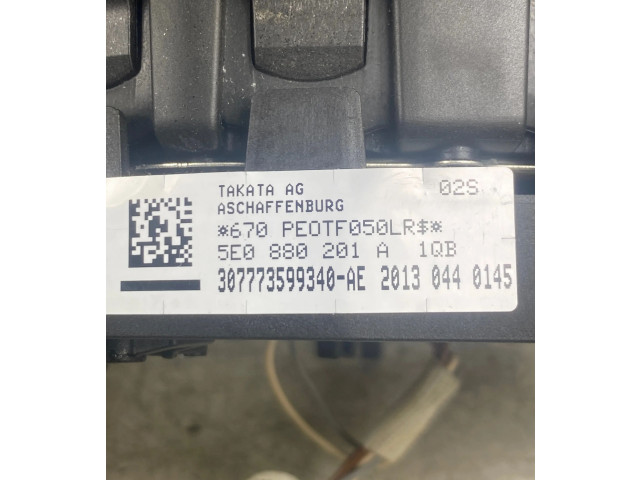 TAKATA AG 02S
ASCHAFFENBURG
*670 PEOTF050LR$*
5E0 880 201 A 1QB
307773599340-AE 2013 044 0145